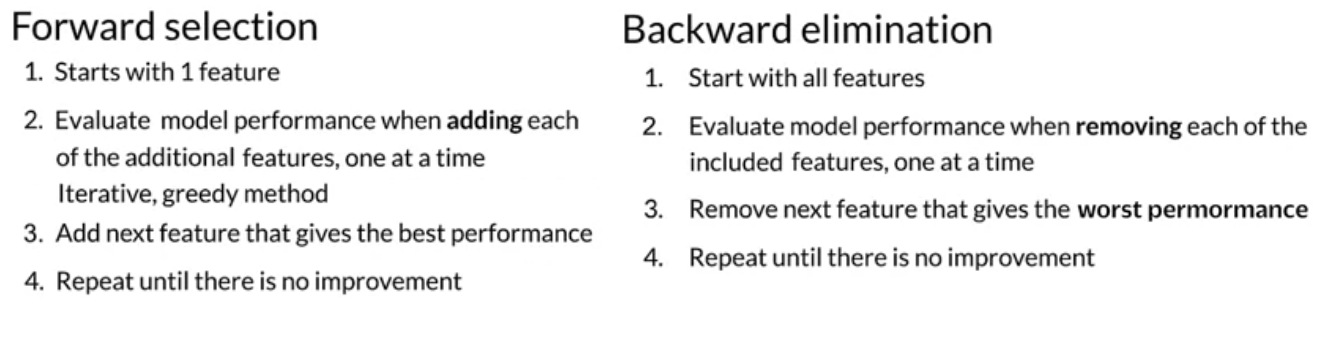 Forward selection
1. Starts with 1 feature
2. Evaluate model performance when adding each
of the additional features, one at a time
Iterative, greedy method
3. Add next feature that gives the best performance
4. Repeat until there is no improvement
Backward elimination
1. Start with all features
2. Evaluate model performance when removing each of the
included features, one at a time
3. Remove next feature that gives the worst permormance
4. Repeat until there is no improvement